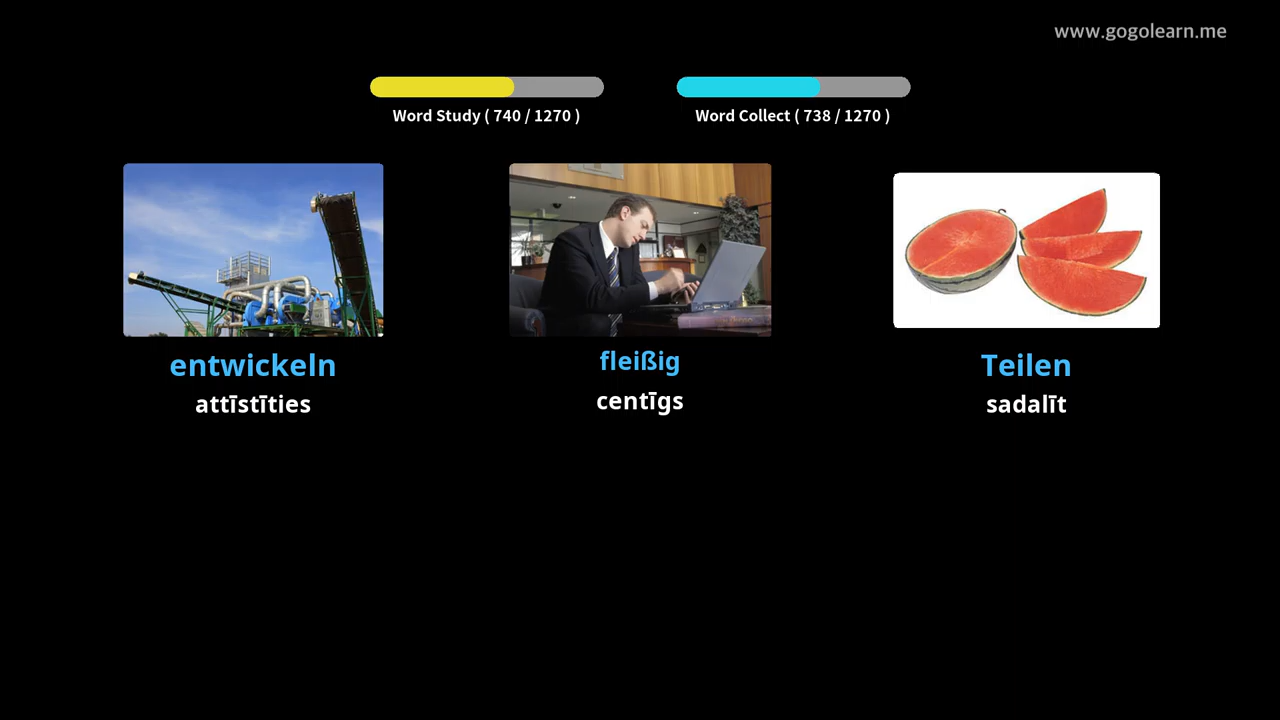 www.gogolearn.me
Word Study ( 740 / 1270 )
Word Collect ( 738 / 1270 )
entwickeln
attīstīties
fleißig
centīgs
Teilen
sadalīt